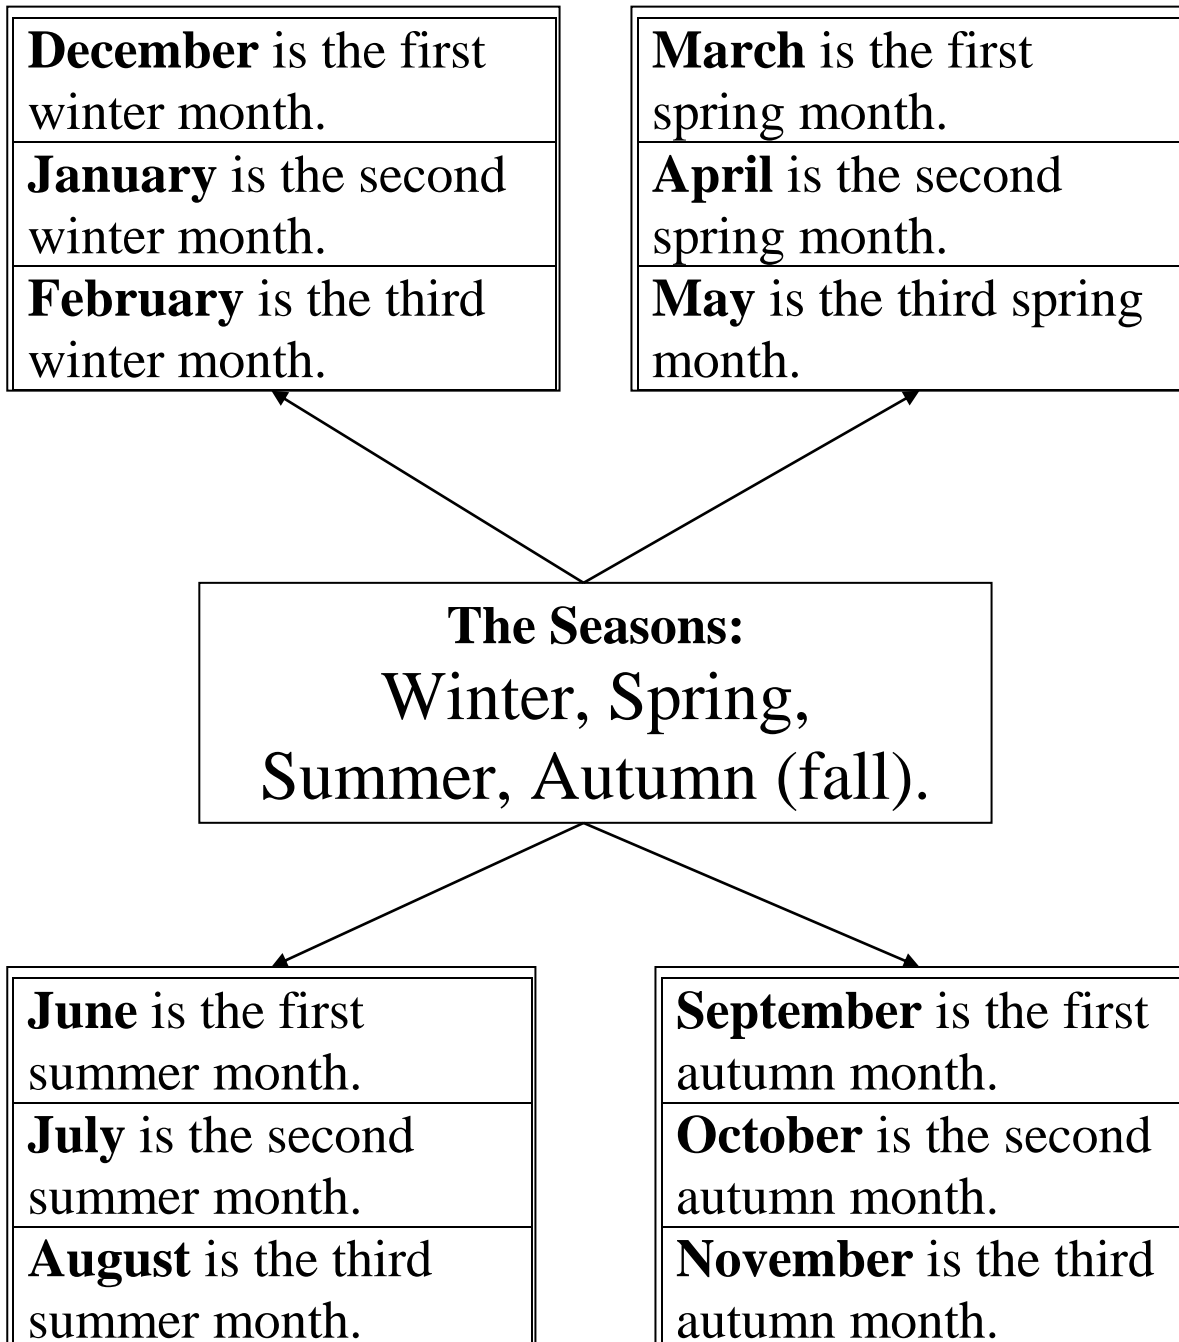 December is the first
winter month.
January is the second
winter month.
February is the third
winter month.
March is the first
spring month.
April is the second
spring month.
May is the third spring
month.
The Seasons:
Winter, Spring,
Summer, Autumn (fall).
June is the first
summer month.
July is the second
summer month.
August is the third
summer month.
September is the first
autumn month.
October is the second
autumn month.
November is the third
autumn month.